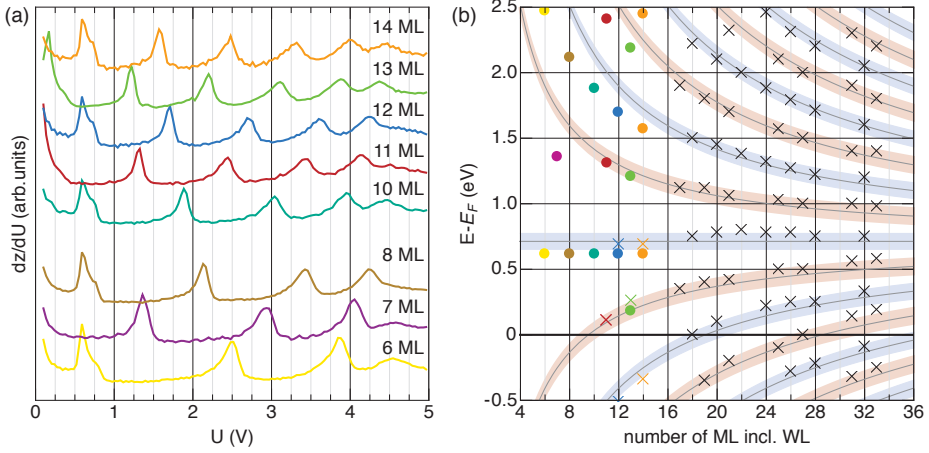 (a)
dz/dU (arb.units)
14 ML
13 ML
12 ML
11 ML
10 ML
8 ML
7 ML
6 ML
0 1 2 3 4 5
U (V)
(b)
E-E_F (eV)
2.5
2.0
1.5
1.0
0.5
0
-0.5
4 8 12 16 20 24 28 32 36
number of ML incl. WL